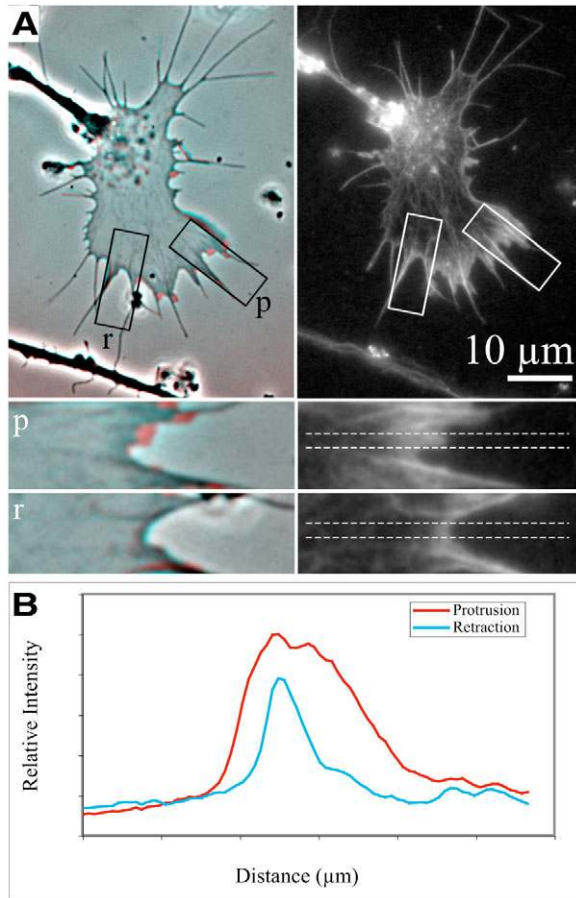 A
r
p
10 µm
p
r
B
Protrusion
Retraction
Relative Intensity
Distance (µm)